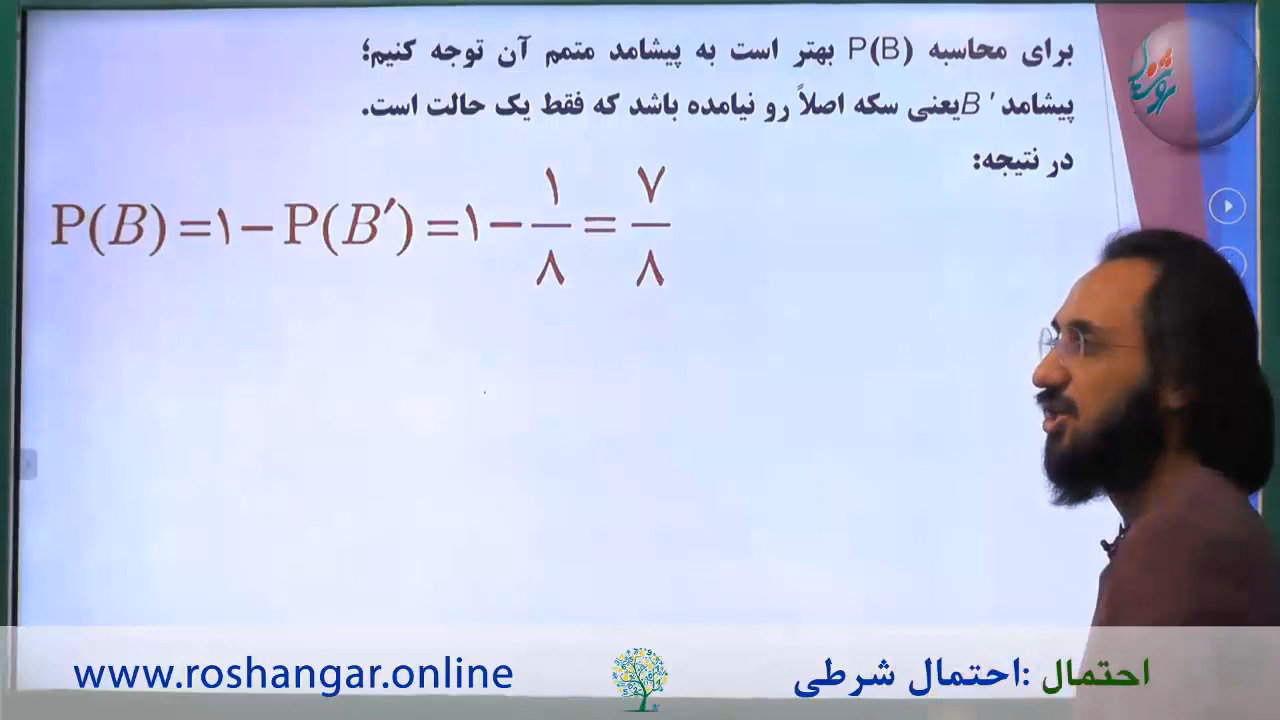 برای محاسبه P(B) بهتر است به پیشامد متمم آن توجه کنیم؛
پیشامد B′ یعنی سکه اصلاً رو نیامده باشد که فقط یک حالت است.
در نتیجه:
P(B) = ۱ − P(B′) = ۱ − ۱/۸ = ۷/۸
احتمال: احتمال شرطی
www.roshangar.online